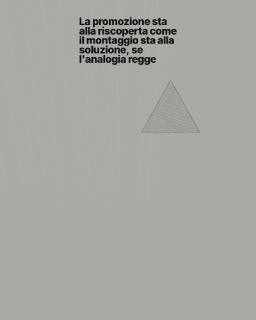 La promozione sta
alla riscoperta come
il montaggio sta alla
soluzione, se
l'analogia regge